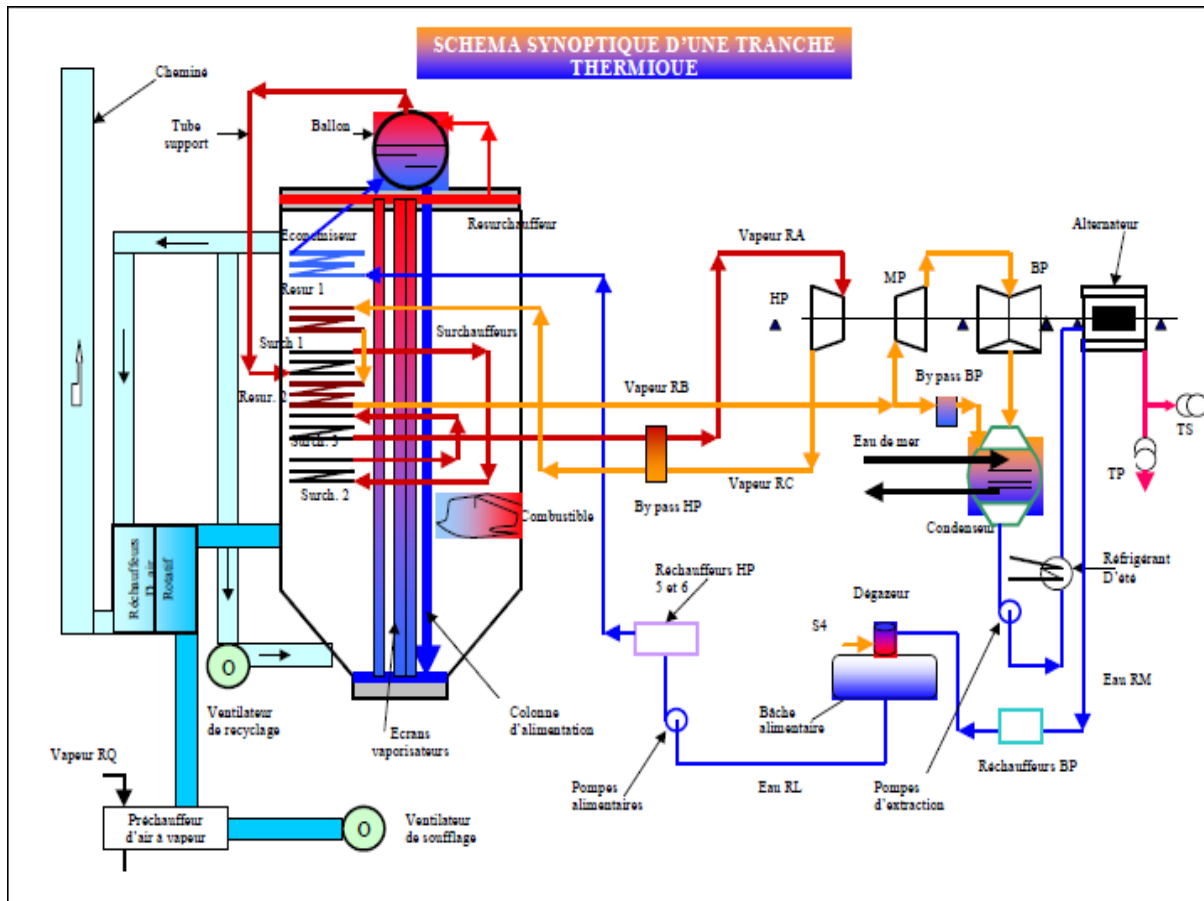 SCHEMA SYNOPTIQUE D'UNE TRANCHE
THERMIQUE
Cheminé
Tube
support
Ballon
Economiseur
Resurchauffeur
Resur 1
Surch 1
Surchauffeurs
Resur. 2
Surch. 3
Surch. 2
Combustible
Vapeur RA
Vapeur RB
Vapeur RC
By pass HP
HP
MP
BP
Alternateur
By pass BP
Eau de mer
Condenseur
TS
TP
Réfrigérant
D'été
Réchauffeurs HP
5 et 6
Dégazeur
S4
Bâche
alimentaire
Eau RM
Réchauffeurs BP
Pompes
d'extraction
Eau RL
Pompes
alimentaires
Colonne
d'alimentation
Ecrans
vaporisateurs
Réchauffeurs
D'air
Rotatif
O
Ventilateur
de recyclage
Vapeur RQ
Préchauffeur
d'air à vapeur
O
Ventilateur
de soufflage